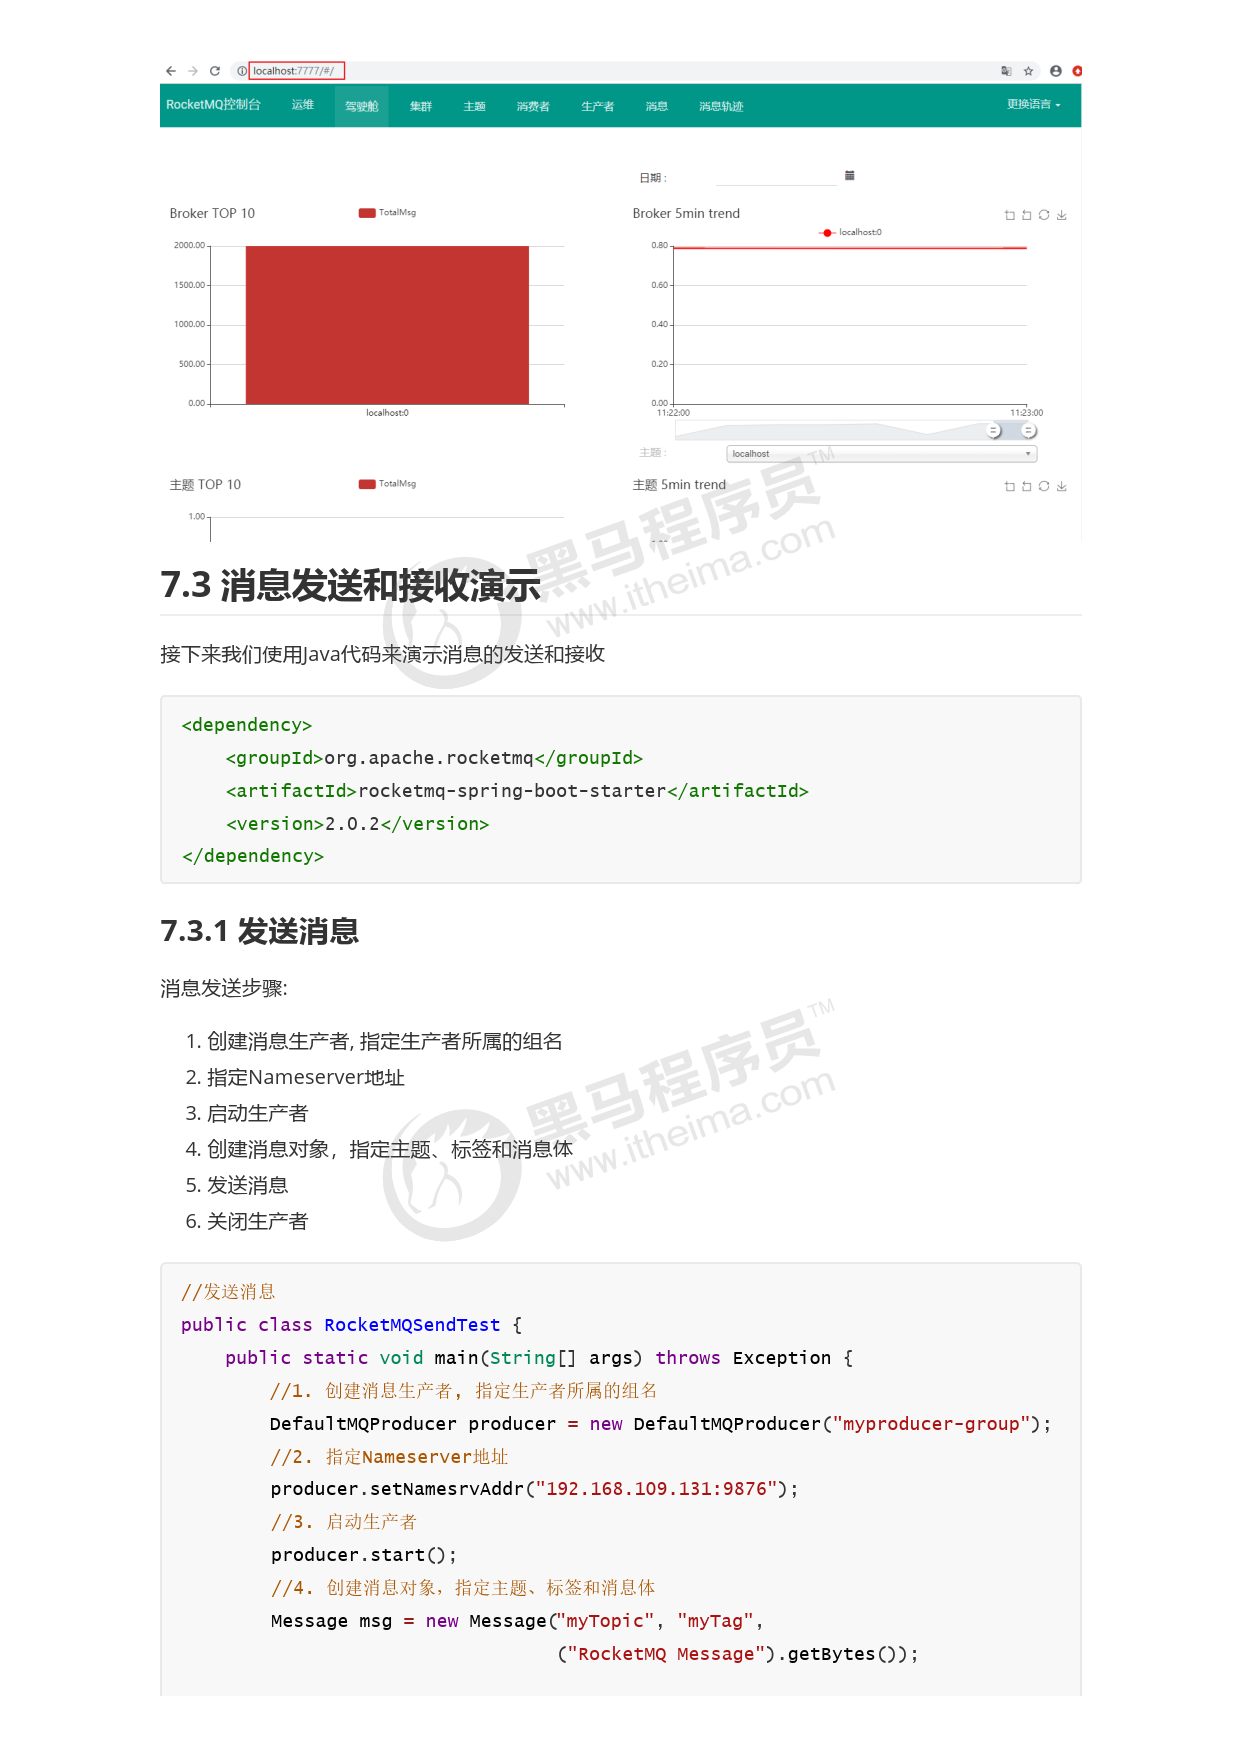 localhost:7777/#/
RocketMQ控制台 运维 驾驶舱 集群 主题 消费者 生产者 消息 消息轨迹 更换语言
日期 :
Broker TOP 10 TotalMsg
Broker 5min trend
localhost:0
2000.00
1500.00
1000.00
500.00
0.00
localhost:0
0.80
0.60
0.40
0.20
0.00
11:22:00 11:23:00
主题 : localhost
主题 TOP 10 TotalMsg
主题 5min trend
1.00
黑马程序员TM
www.itheima.com
7.3 消息发送和接收演示
接下来我们使用Java代码来演示消息的发送和接收
<dependency>
    <groupId>org.apache.rocketmq</groupId>
    <artifactId>rocketmq-spring-boot-starter</artifactId>
    <version>2.0.2</version>
</dependency>
7.3.1 发送消息
消息发送步骤:
1. 创建消息生产者, 指定生产者所属的组名
2. 指定Nameserver地址
3. 启动生产者
4. 创建消息对象，指定主题、标签和消息体
5. 发送消息
6. 关闭生产者
黑马程序员TM
www.itheima.com
//发送消息
public class RocketMQSendTest {
    public static void main(String[] args) throws Exception {
        //1. 创建消息生产者, 指定生产者所属的组名
        DefaultMQProducer producer = new DefaultMQProducer("myproducer-group");
        //2. 指定Nameserver地址
        producer.setNamesrvAddr("192.168.109.131:9876");
        //3. 启动生产者
        producer.start();
        //4. 创建消息对象，指定主题、标签和消息体
        Message msg = new Message("myTopic", "myTag",
                                  ("RocketMQ Message").getBytes());